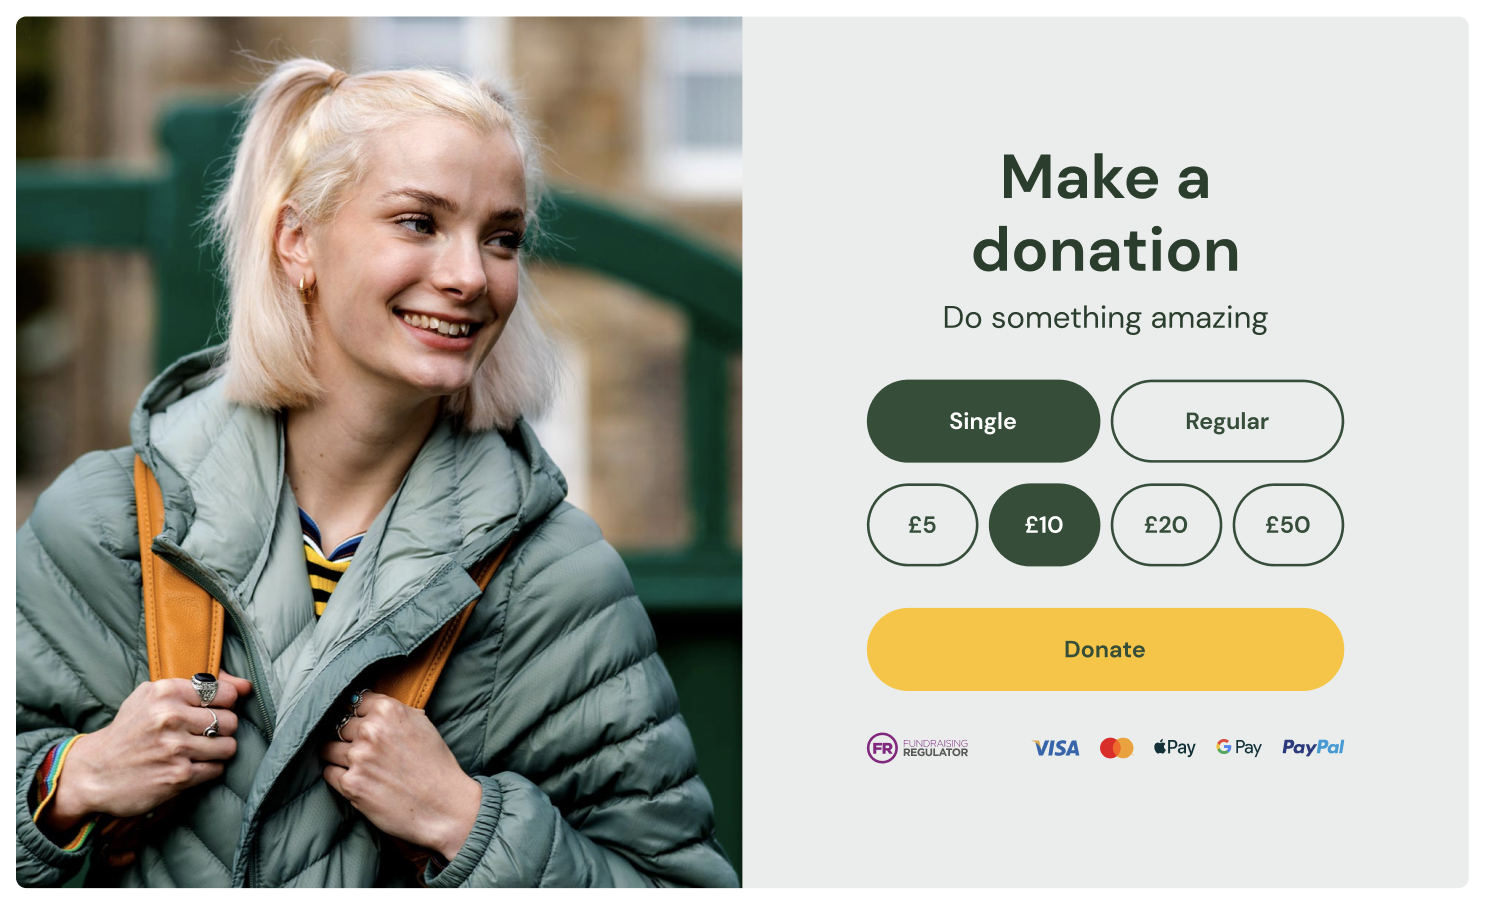 Make a
donation
Do something amazing
Single Regular
£5 £10 £20 £50
Donate
FR FUNDRAISING
REGULATOR
VISA Pay G Pay PayPal